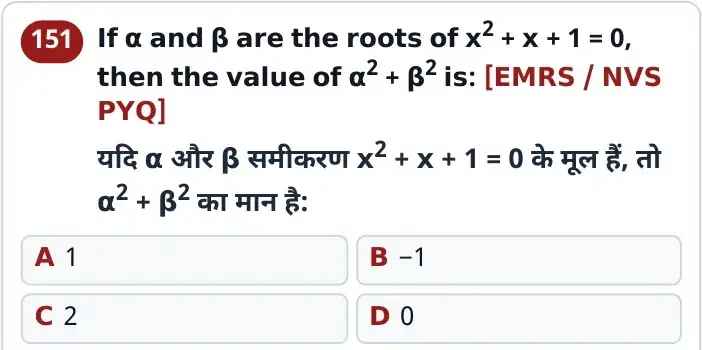 151 If α and β are the roots of x² + x + 1 = 0,
then the value of α² + β² is: [EMRS / NVS
PYQ]
यदि α और β समीकरण x² + x + 1 = 0 के मूल हैं, तो
α² + β² का मान है:
A 1 B −1
C 2 D 0